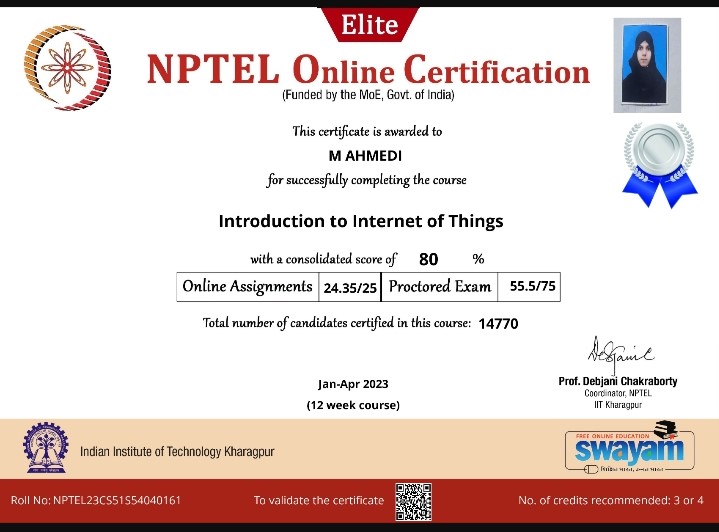 Elite
NPTEL Online Certification
(Funded by the MoE, Govt. of India)
This certificate is awarded to
M AHMEDI
for successfully completing the course
Introduction to Internet of Things
with a consolidated score of 80 %
Online Assignments 24.35/25 Proctored Exam 55.5/75
Total number of candidates certified in this course: 14770
Jan-Apr 2023
(12 week course)
Prof. Debjani Chakraborty
Coordinator, NPTEL
IIT Kharagpur
Indian Institute of Technology Kharagpur
FREE ONLINE EDUCATION
swayam
Roll No: NPTEL23CS51S54040161
To validate the certificate
No. of credits recommended: 3 or 4